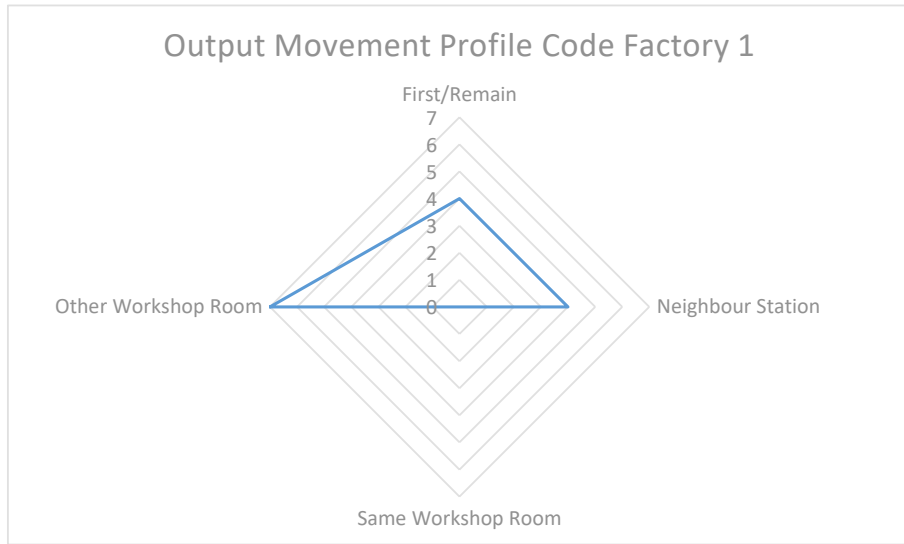 Output Movement Profile Code Factory 1
First/Remain
7
6
5
4
3
2
1
0
Other Workshop Room
Neighbour Station
Same Workshop Room